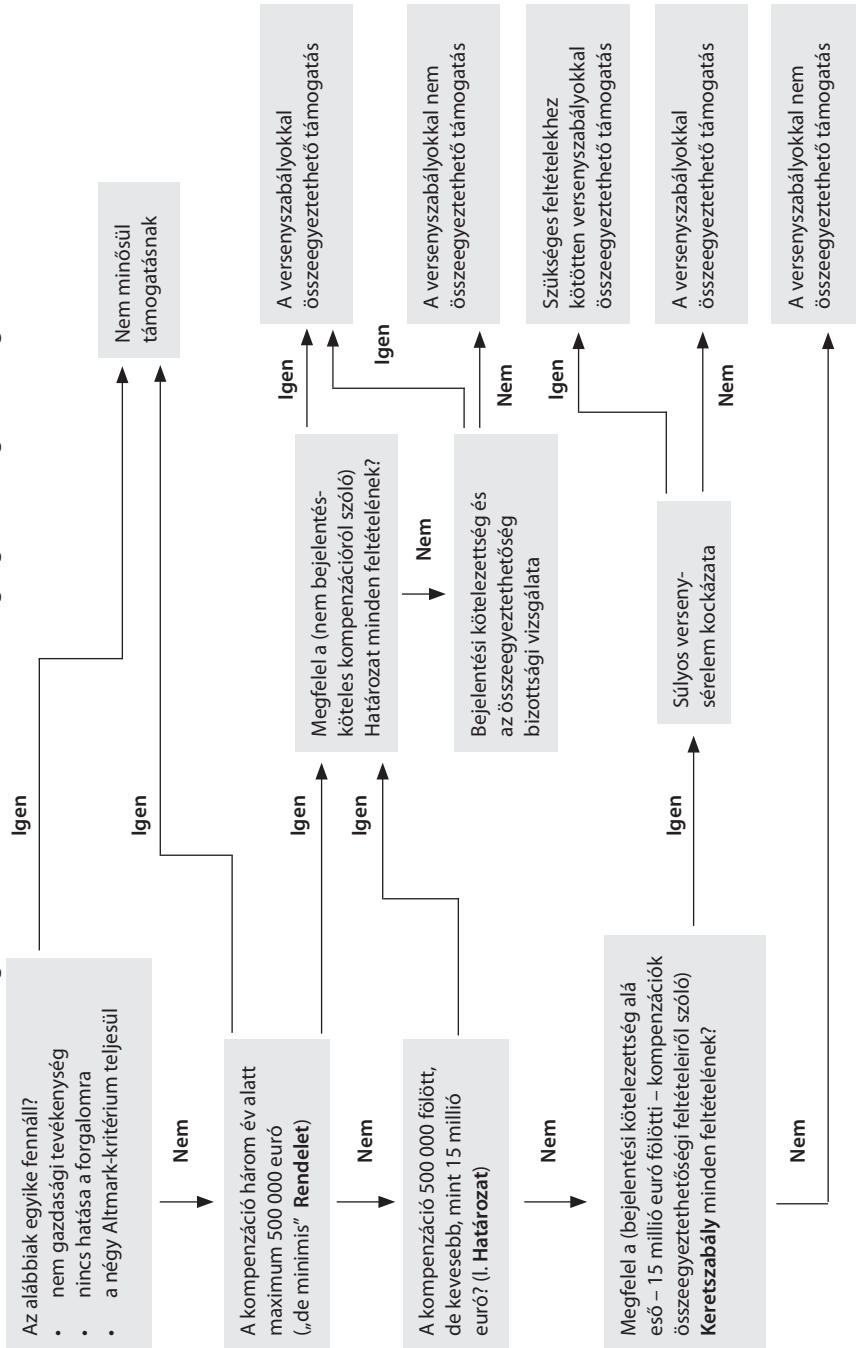 Az alábbiak egyike fennáll?
• nem gazdasági tevékenység
• nincs hatása a forgalomra
• a négy Altmark-kritérium teljesül
Igen
Nem minősül
támogatásnak
Nem
A kompenzáció három év alatt
maximum 500 000 euró
(„de minimis” Rendelet)
Igen
Igen
Megfelel a (nem bejelentés-
köteles kompenzációról szóló)
Határozat minden feltételének?
Igen
A versenyszabályokkal
összeegyeztethető támogatás
Nem
Nem
Igen
A kompenzáció 500 000 fölött,
de kevesebb, mint 15 millió
euró? (l. Határozat)
Igen
Bejelentési kötelezettség és
az összeegyeztethetőség
bizottsági vizsgálata
Nem
A versenyszabályokkal nem
összeegyeztethető támogatás
Nem
Megfelel a (bejelentési kötelezettség alá
eső – 15 millió euró fölötti – kompenzációk
összeegyeztethetőségi feltételeiről szóló)
Keretszabály minden feltételének?
Igen
Súlyos verseny-
sérelem kockázata
Igen
Szükséges feltételekhez
kötötten versenyszabályokkal
összeegyeztethető támogatás
Nem
A versenyszabályokkal
összeegyeztethető támogatás
Nem
A versenyszabályokkal nem
összeegyeztethető támogatás